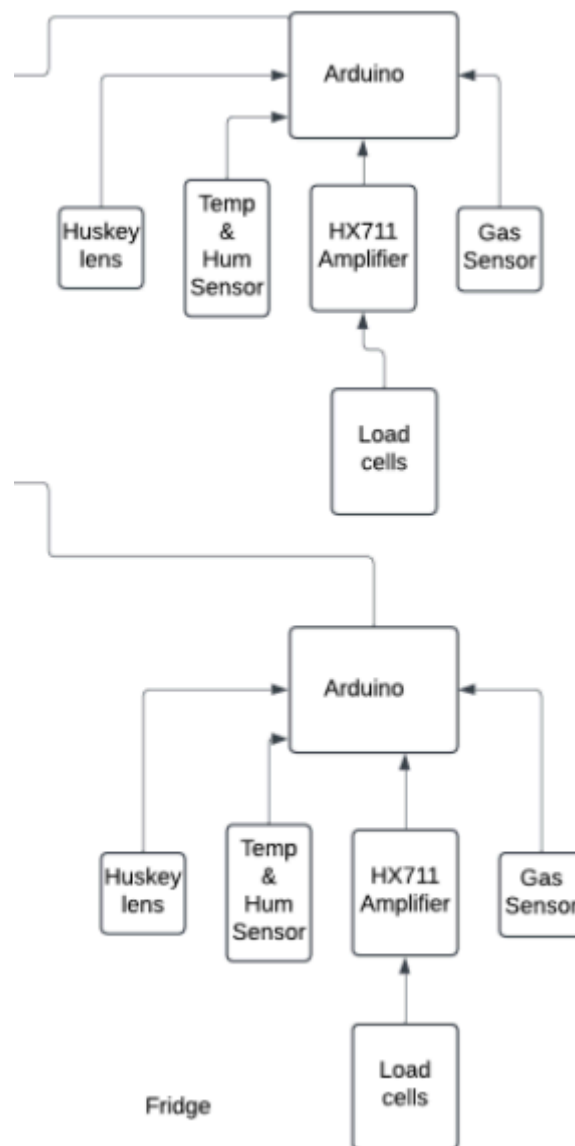 Arduino
Huskey
lens
Temp
&
Hum
Sensor
HX711
Amplifier
Gas
Sensor
Load
cells
Arduino
Huskey
lens
Temp
&
Hum
Sensor
HX711
Amplifier
Gas
Sensor
Load
cells
Fridge